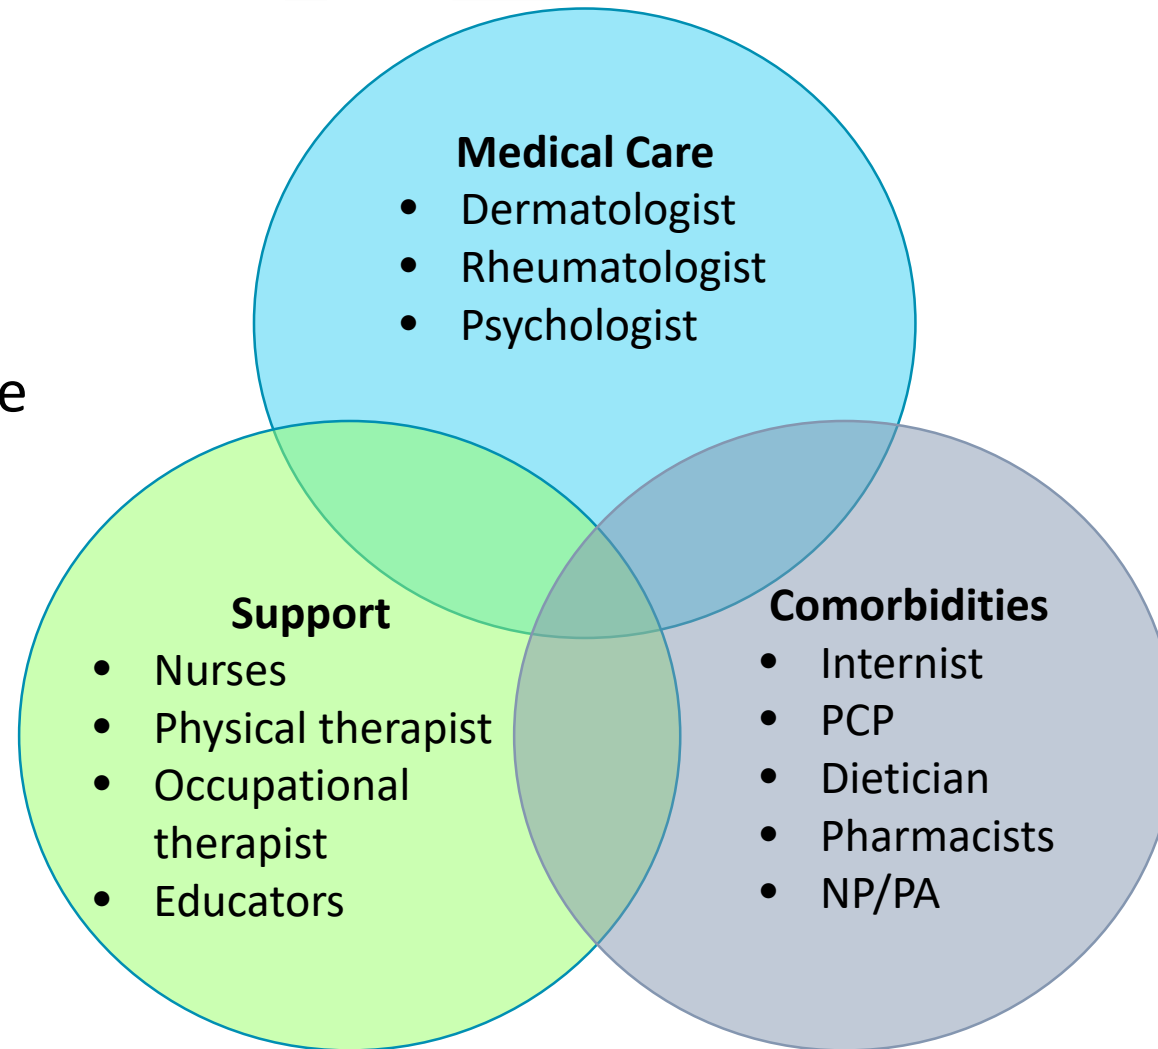 Medical Care
• Dermatologist
• Rheumatologist
• Psychologist
e
Support
• Nurses
• Physical therapist
• Occupational
therapist
• Educators
Comorbidities
• Internist
• PCP
• Dietician
• Pharmacists
• NP/PA